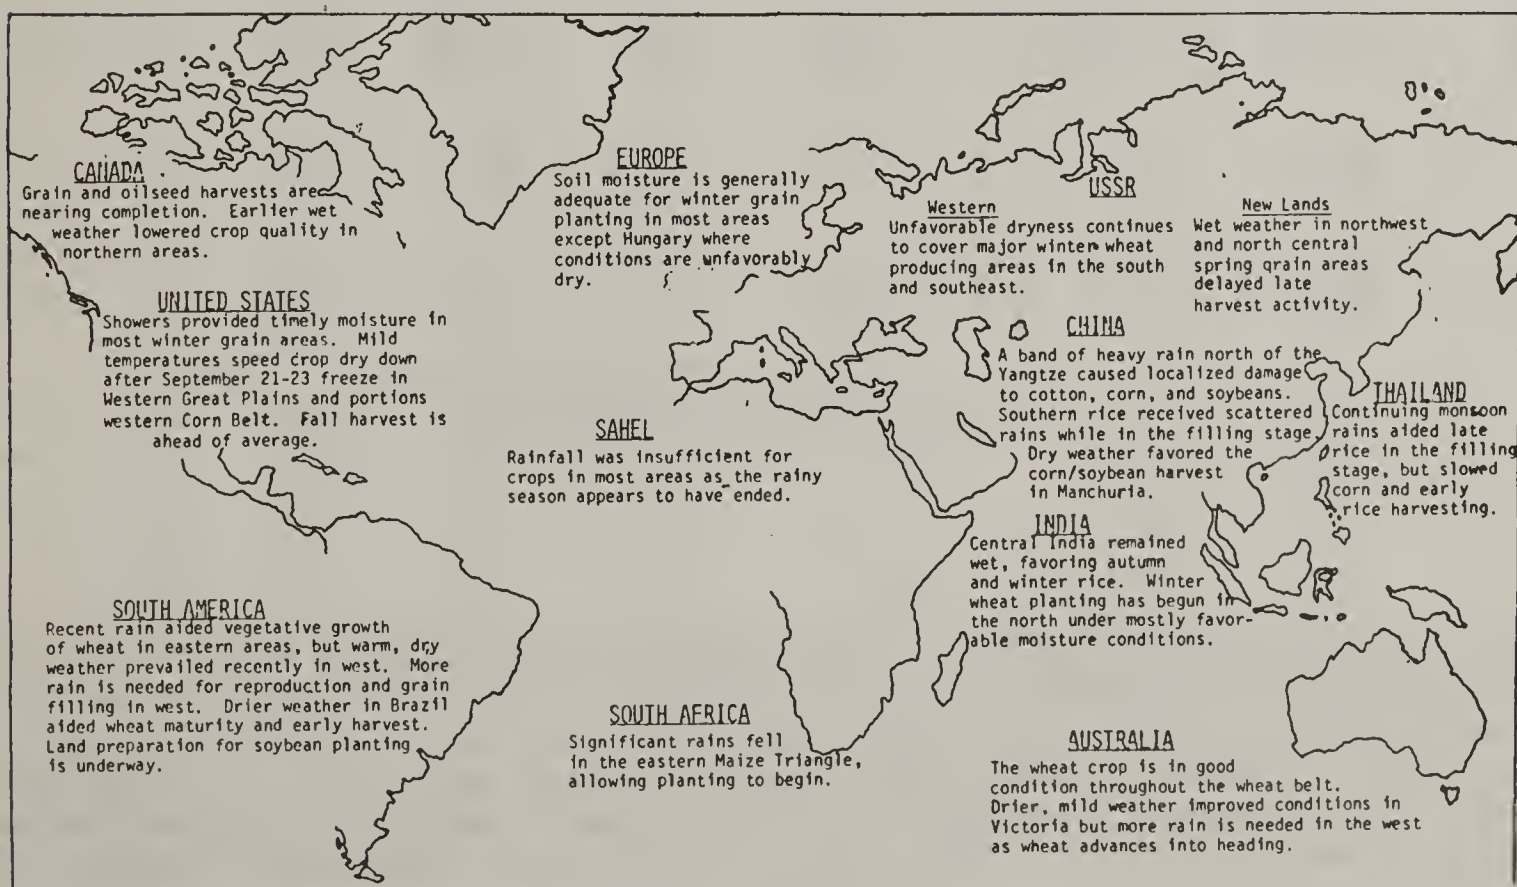 CANADA
Grain and oilseed harvests are
nearing completion. Earlier wet
weather lowered crop quality in
northern areas.
UNITED STATES
Showers provided timely moisture in
most winter grain areas. Mild
temperatures speed crop dry down
after September 21-23 freeze in
Western Great Plains and portions
western Corn Belt. Fall harvest is
ahead of average.
SOUTH AMERICA
Recent rain aided vegetative growth
of wheat in eastern areas, but warm, dry
weather prevailed recently in west. More
rain is needed for reproduction and grain
filling in west. Drier weather in Brazil
aided wheat maturity and early harvest.
Land preparation for soybean planting
is underway.
EUROPE
Soil moisture is generally
adequate for winter grain
planting in most areas
except Hungary where
conditions are unfavorably
dry.
SAHEL
Rainfall was insufficient for
crops in most areas as the rainy
season appears to have ended.
SOUTH AFRICA
Significant rains fell
in the eastern Maize Triangle,
allowing planting to begin.
USSR
Western
Unfavorable dryness continues
to cover major winter wheat
producing areas in the south
and southeast.
New Lands
Wet weather in northwest
and north central
spring grain areas
delayed late
harvest activity.
CHINA
A band of heavy rain north of the
Yangtze caused localized damage
to cotton, corn, and soybeans.
Southern rice received scattered
rains while in the filling stage.
Dry weather favored the
corn/soybean harvest
in Manchuria.
THAILAND
Continuing monsoon
rains aided late
rice in the filling
stage, but slowed
corn and early
rice harvesting.
INDIA
Central India remained
wet, favoring autumn
and winter rice. Winter
wheat planting has begun in
the north under mostly favor-
able moisture conditions.
AUSTRALIA
The wheat crop is in good
condition throughout the wheat belt.
Drier, mild weather improved conditions in
Victoria but more rain is needed in the west
as wheat advances into heading.